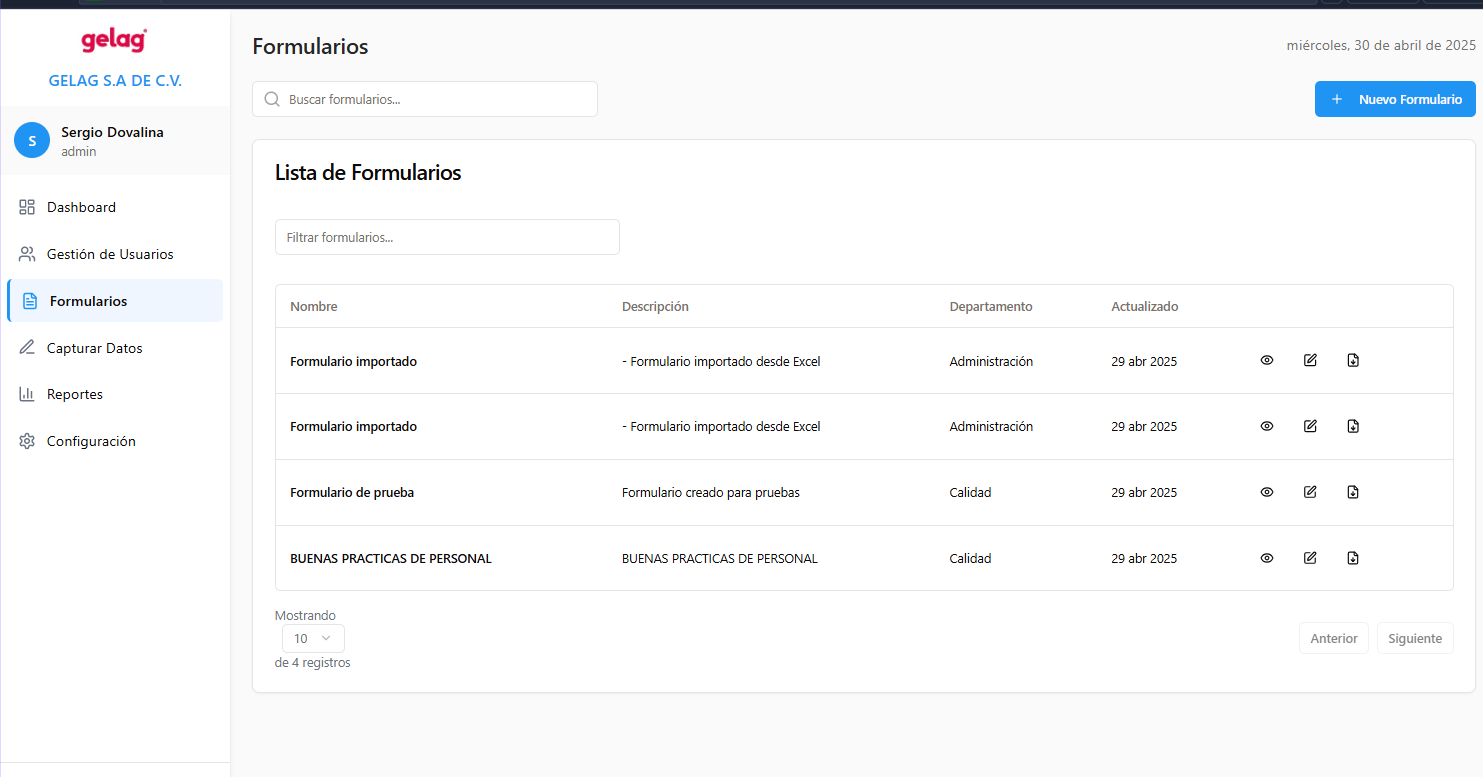 gelag
GELAG S.A DE C.V.
S
Sergio Dovalina
admin
Dashboard
Gestión de Usuarios
Formularios
Capturar Datos
Reportes
Configuración
Formularios
miércoles, 30 de abril de 2025
Buscar formularios...
+ Nuevo Formulario
Lista de Formularios
Filtrar formularios...
Nombre Descripción Departamento Actualizado
Formulario importado - Formulario importado desde Excel Administración 29 abr 2025
Formulario importado - Formulario importado desde Excel Administración 29 abr 2025
Formulario de prueba Formulario creado para pruebas Calidad 29 abr 2025
BUENAS PRACTICAS DE PERSONAL BUENAS PRACTICAS DE PERSONAL Calidad 29 abr 2025
Mostrando
10
de 4 registros
Anterior Siguiente